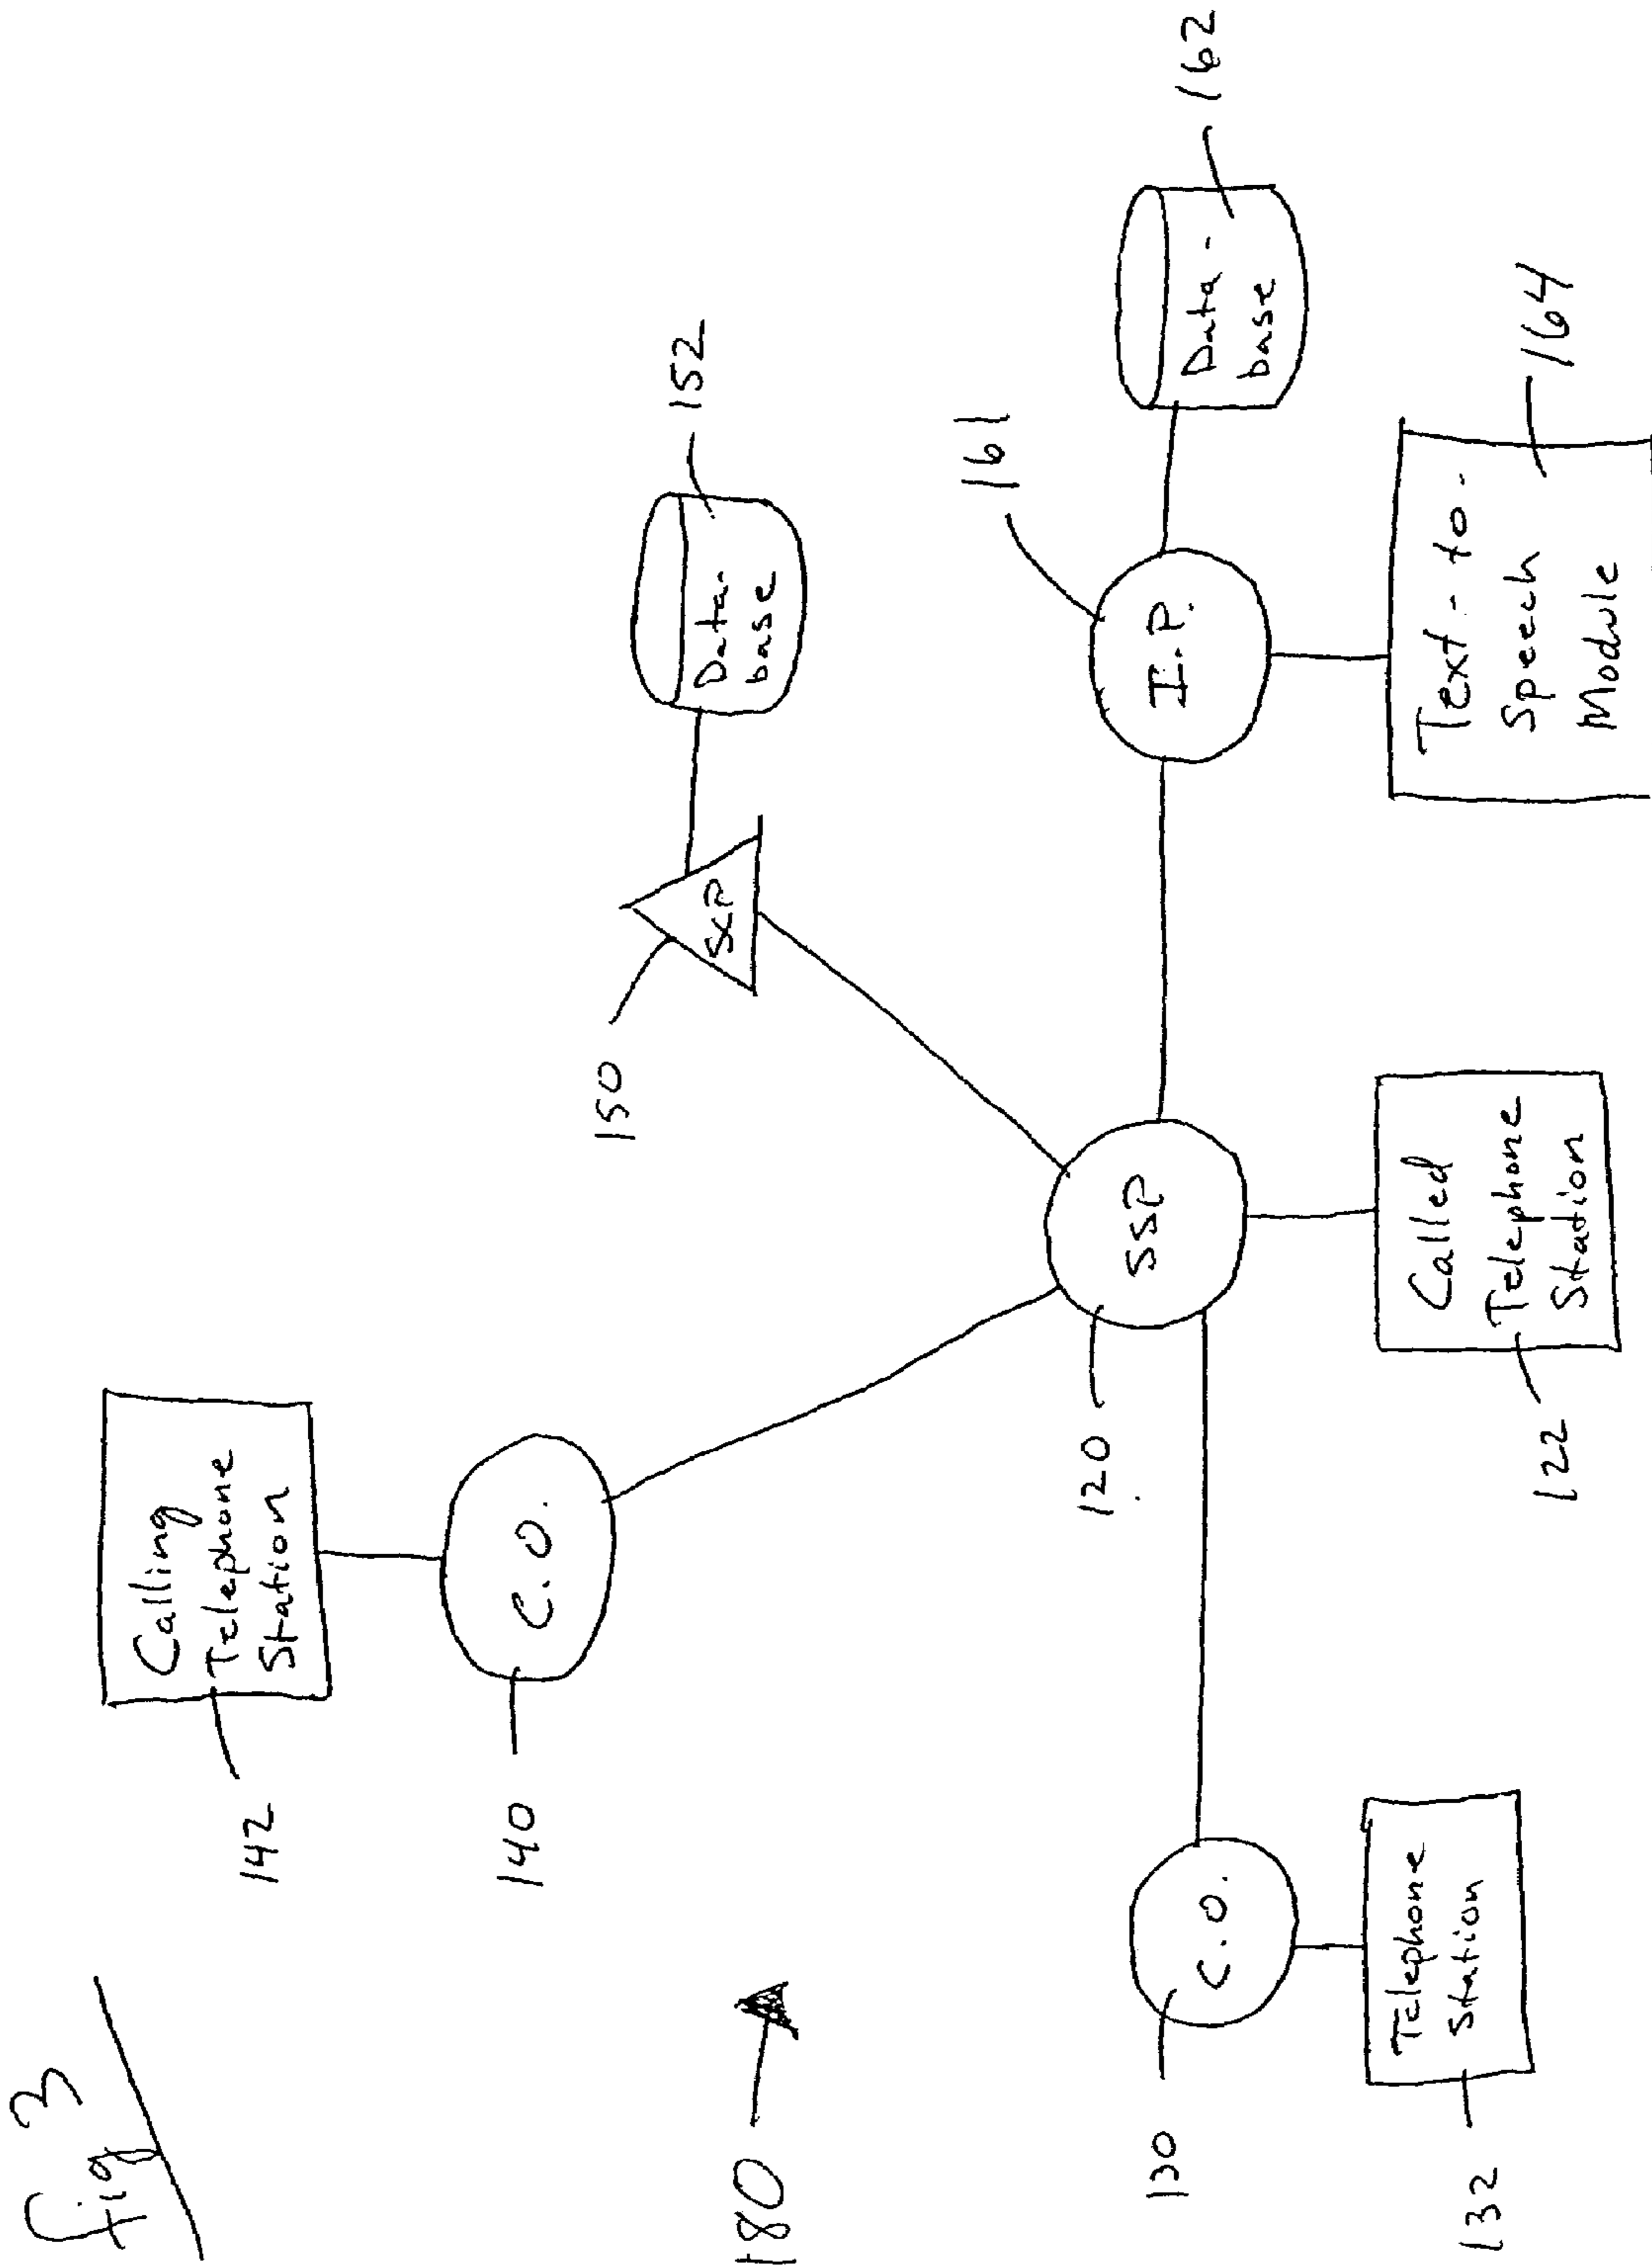 fig 3
Calling
Telephone
Station
142
C.O.
140
180
150
SCP
Data-
base
152
SSP
120
I.P.
161
Data-
base
162
C.O.
130
Telephone
Station
132
Called
Telephone
Station
122
Text-to-
Speech
Module
164